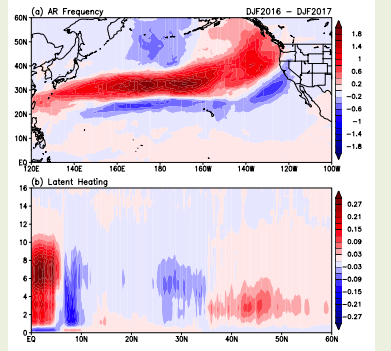 (a) AR Frequency DJF2016 – DJF2017
60N
50N
40N
30N
20N
10N
EQ
120E 140E 160E 180 160W 140W 120W 100W
1.8
1.4
1
0.6
0.2
−0.2
−0.6
−1
−1.4
−1.8
(b) Latent Heating
16
14
12
10
8
6
4
2
0
EQ 10N 20N 30N 40N 50N 60N
0.27
0.21
0.15
0.09
0.03
−0.03
−0.09
−0.15
−0.21
−0.27